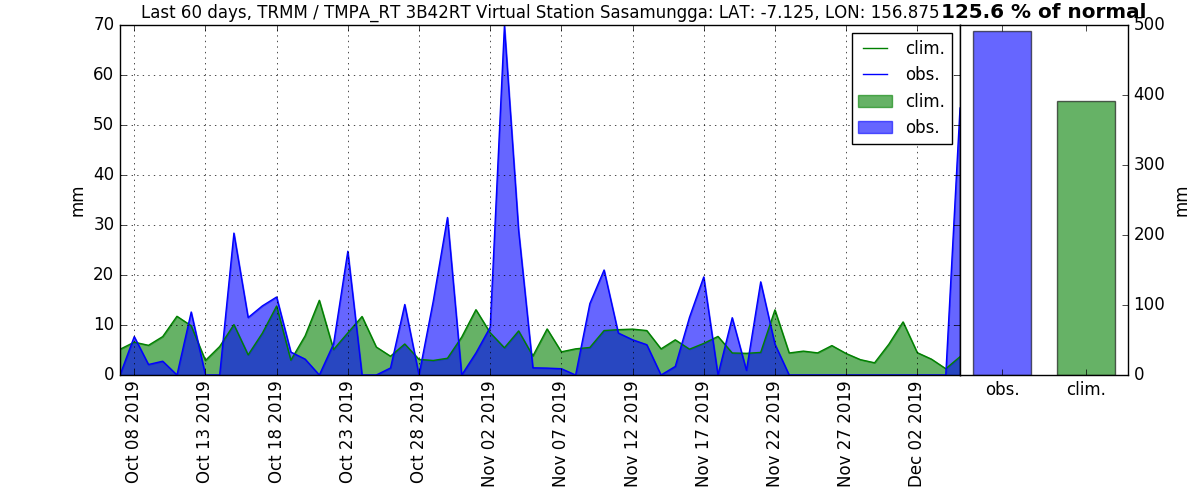 Last 60 days, TRMM / TMPA_RT 3B42RT Virtual Station Sasamungga: LAT: -7.125, LON: 156.875
125.6 % of normal
70
60
50
40
30
20
10
0
mm
clim.
obs.
clim.
obs.
Oct 08 2019
Oct 13 2019
Oct 18 2019
Oct 23 2019
Oct 28 2019
Nov 02 2019
Nov 07 2019
Nov 12 2019
Nov 17 2019
Nov 22 2019
Nov 27 2019
Dec 02 2019
500
400
300
200
100
0
mm
obs.
clim.